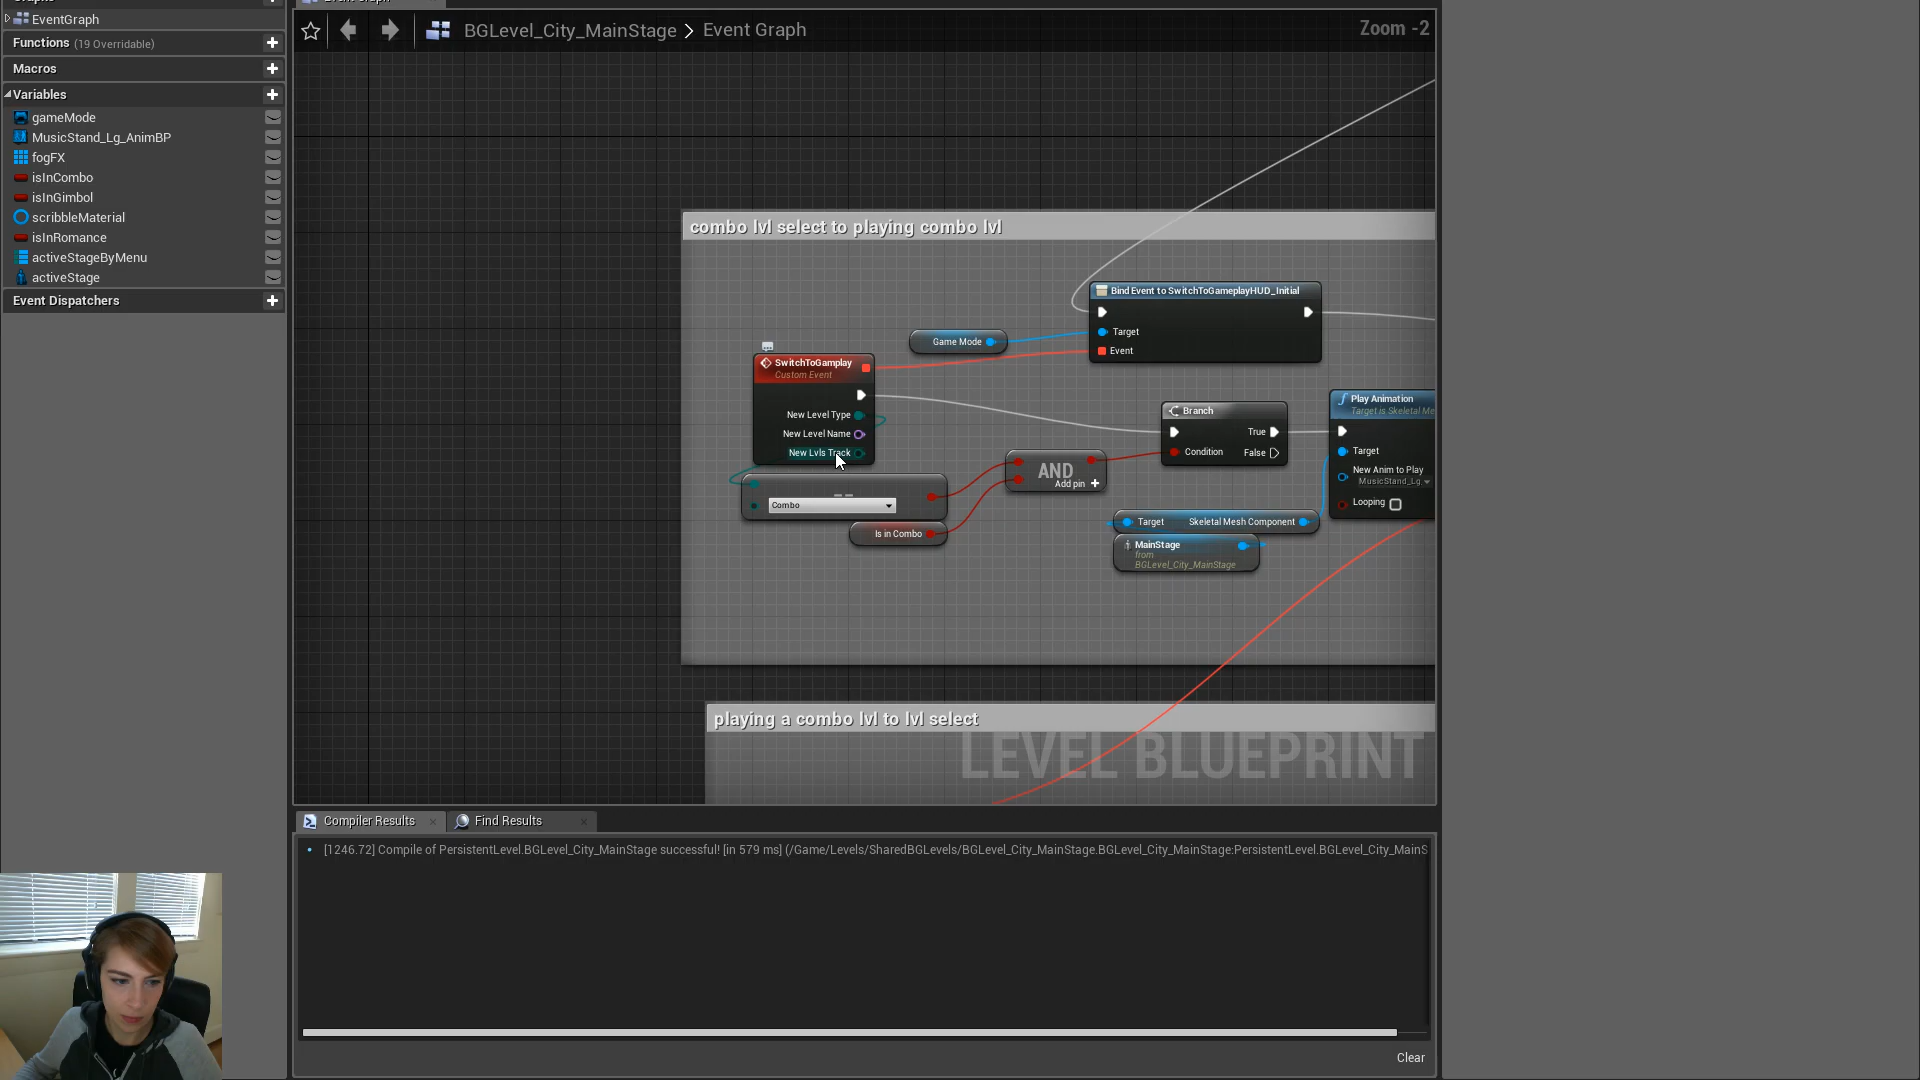 EventGraph
Functions (19 Overridable)
Macros
Variables
gameMode
MusicStand_Lg_AnimBP
fogFX
isInCombo
isInGimbol
scribbleMaterial
isInRomance
activeStageByMenu
activeStage
Event Dispatchers
BGLevel_City_MainStage > Event Graph
Zoom -2
combo lvl select to playing combo lvl
Bind Event to SwitchToGameplayHUD_Initial
Target
Event
Game Mode
SwitchToGamplay
Custom Event
New Level Type
New Level Name
New Lvls Track
Combo
Is in Combo
AND
Add pin
Branch
True
Condition
False
Play Animation
Target is Skeletal Me
Target
New Anim to Play
MusicStand_Lg_
Looping
Target
Skeletal Mesh Component
MainStage
from
BGLevel_City_MainStage
playing a combo lvl to lvl select
LEVEL BLUEPRINT
Compiler Results
Find Results
[1246.72] Compile of PersistentLevel.BGLevel_City_MainStage successful! [in 579 ms] (/Game/Levels/SharedBGLevels/BGLevel_City_MainStage.BGLevel_City_MainStage:PersistentLevel.BGLevel_City_MainS
Clear